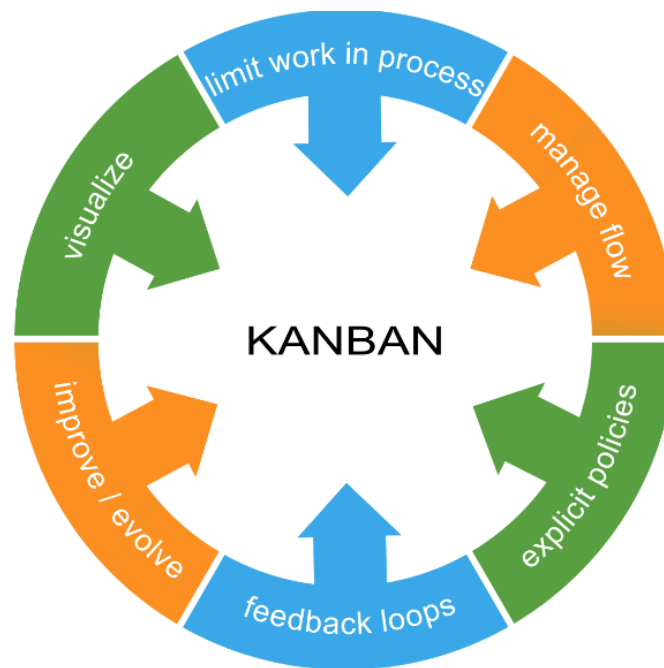 limit work in process
manage flow
explicit policies
feedback loops
improve / evolve
visualize
KANBAN